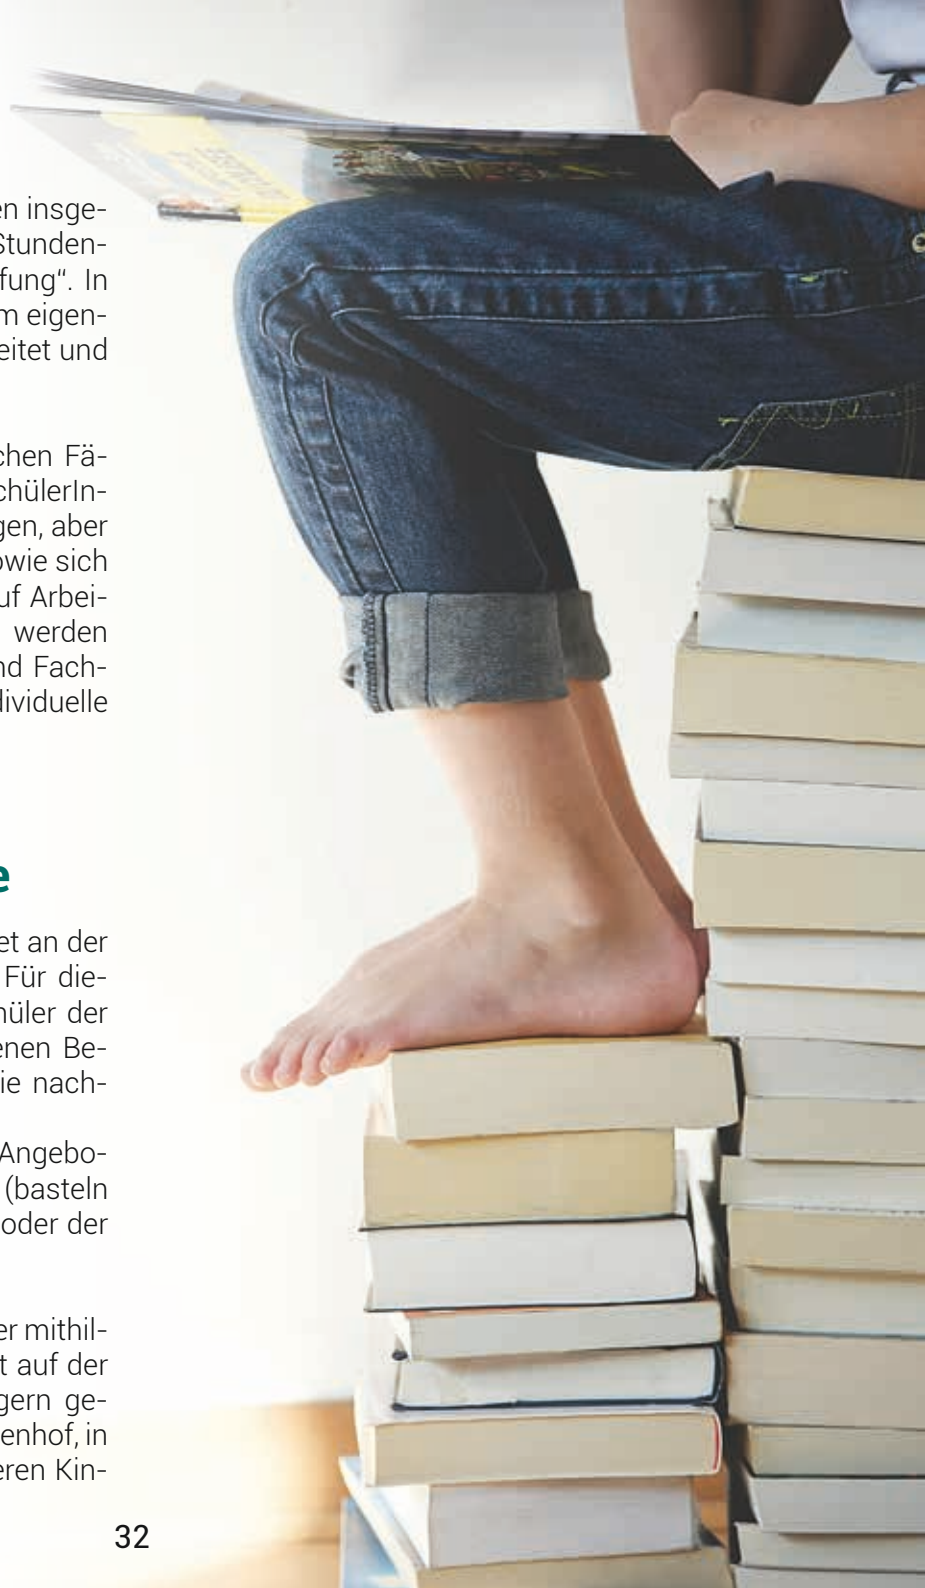 en insge-
Stunden-
fung“. In
m eigen-
eitet und
chen Fä-
chülerIn-
gen, aber
owie sich
uf Arbei-
werden
nd Fach-
dividuelle
e
et an der
Für die-
hüler der
enen Be-
ie nach-
Angebo-
(basteln
oder der
er mithil-
t auf der
gern ge-
enhof, in
eren Kin-
32